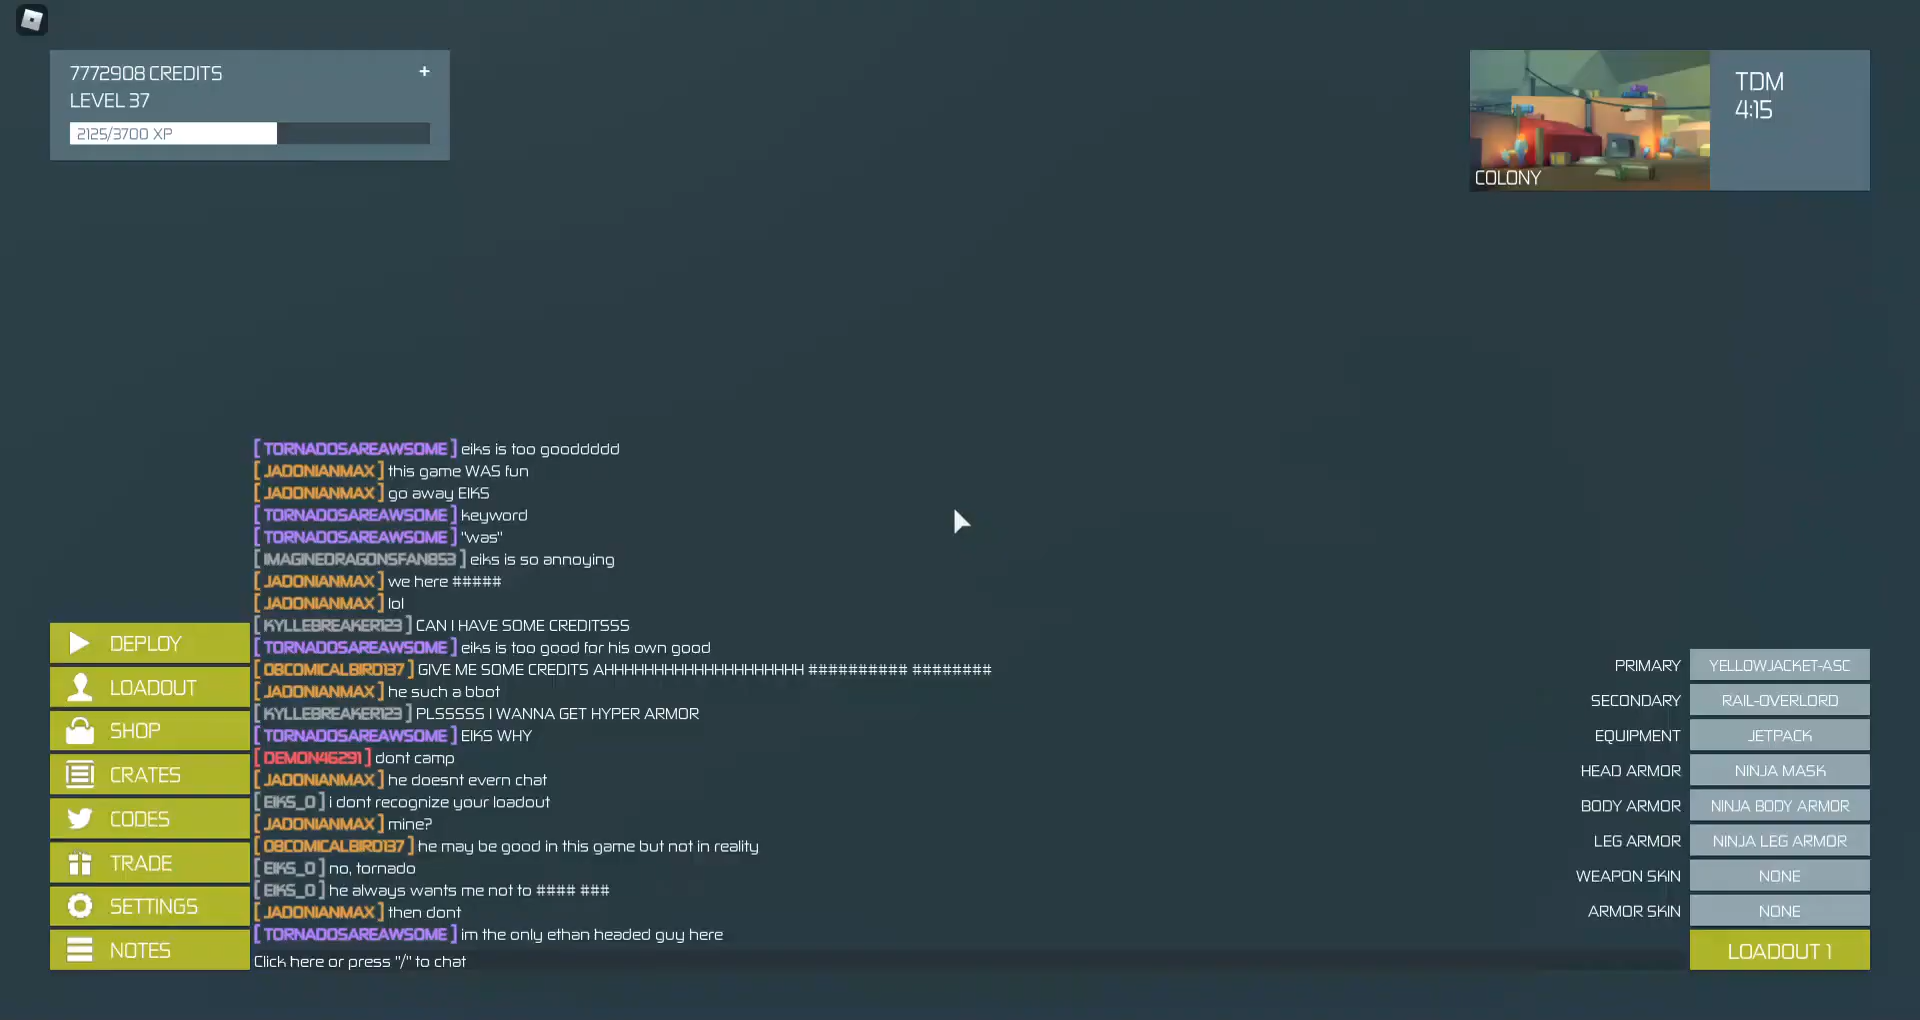 7772908 CREDITS
+
LEVEL 37
2125/3700 XP
TDM
4:15
COLONY
[ TORNADOSAREAWSOME ] eiks is too gooddddd
[ JADONIANMAX ] this game WAS fun
[ JADONIANMAX ] go away EIKS
[ TORNADOSAREAWSOME ] keyword
[ TORNADOSAREAWSOME ] "was"
[ IMAGINEDRAGONSFAN853 ] eiks is so annoying
[ JADONIANMAX ] we here #####
[ JADONIANMAX ] lol
[ KYLLEBREAKER123 ] CAN I HAVE SOME CREDITSSS
[ TORNADOSAREAWSOME ] eiks is too good for his own good
[ 08COMICALBIRD137 ] GIVE ME SOME CREDITS AHHHHHHHHHHHHHHHHHHHH ########## ########
[ JADONIANMAX ] he such a bbot
[ KYLLEBREAKER123 ] PLSSSSS I WANNA GET HYPER ARMOR
[ TORNADOSAREAWSOME ] EIKS WHY
[ DEMON46291 ] dont camp
[ JADONIANMAX ] he doesnt evern chat
[ EIKS_0 ] i dont recognize your loadout
[ JADONIANMAX ] mine?
[ 08COMICALBIRD137 ] he may be good in this game but not in reality
[ EIKS_0 ] no, tornado
[ EIKS_0 ] he always wants me not to #### ###
[ JADONIANMAX ] then dont
[ TORNADOSAREAWSOME ] im the only ethan headed guy here
Click here or press "/" to chat
DEPLOY
LOADOUT
SHOP
CRATES
CODES
TRADE
SETTINGS
NOTES
PRIMARY YELLOWJACKET-ASC
SECONDARY RAIL-OVERLORD
EQUIPMENT JETPACK
HEAD ARMOR NINJA MASK
BODY ARMOR NINJA BODY ARMOR
LEG ARMOR NINJA LEG ARMOR
WEAPON SKIN NONE
ARMOR SKIN NONE
LOADOUT 1